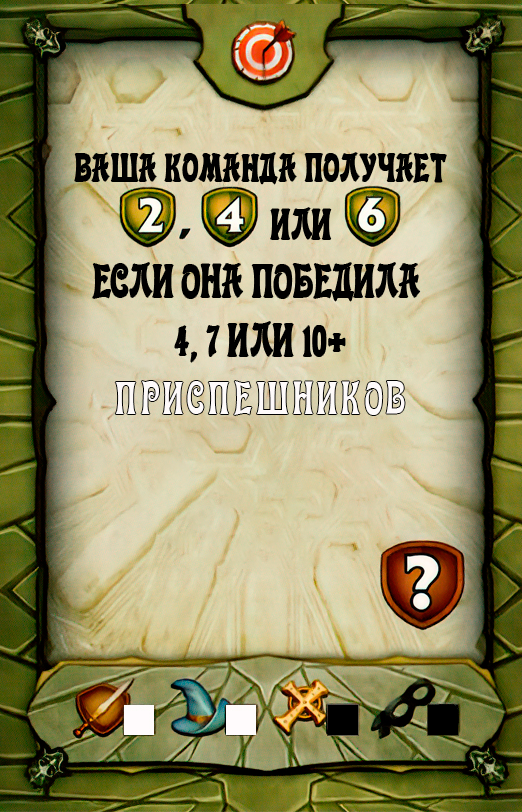 ВАША КОМАНДА ПОЛУЧАЕТ
2, 4 ИЛИ 6
ЕСЛИ ОНА ПОБЕДИЛА
4, 7 ИЛИ 10+
ПРИСПЕШНИКОВ
?